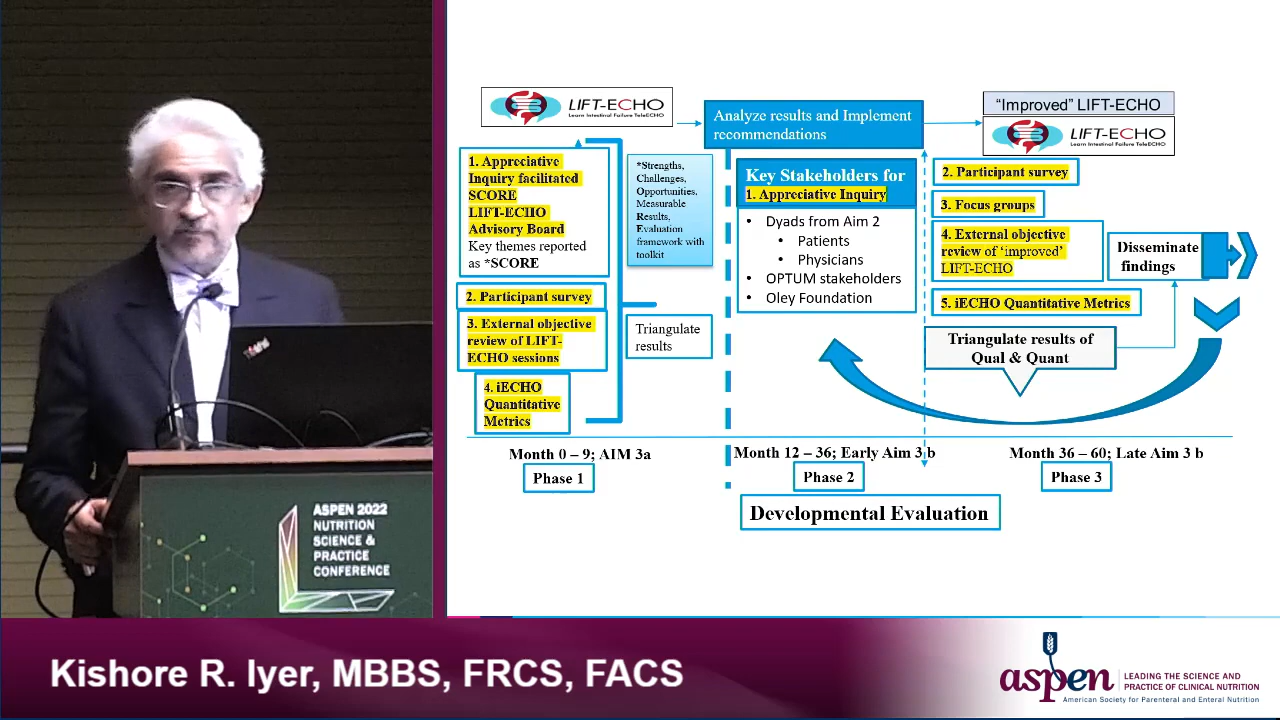 LIFT-ECHO
Learn Intestinal Failure TeleECHO
Analyze results and Implement
recommendations
"Improved" LIFT-ECHO
LIFT-ECHO
Learn Intestinal Failure TeleECHO
1. Appreciative
Inquiry facilitated
SCORE
LIFT-ECHO
Advisory Board
Key themes reported
as *SCORE
2. Participant survey
3. External objective
review of LIFT-
ECHO sessions
4. iECHO
Quantitative
Metrics
*Strengths,
Challenges,
Opportunities,
Measurable
Results,
Evaluation
framework with
toolkit
Triangulate
results
Key Stakeholders for
1. Appreciative Inquiry
• Dyads from Aim 2
• Patients
• Physicians
• OPTUM stakeholders
• Oley Foundation
2. Participant survey
3. Focus groups
4. External objective
review of 'improved'
LIFT-ECHO
5. iECHO Quantitative Metrics
Disseminate
findings
Triangulate results of
Qual & Quant
Month 0 – 9; AIM 3a
Phase 1
Month 12 – 36; Early Aim 3 b
Phase 2
Month 36 – 60; Late Aim 3 b
Phase 3
Developmental Evaluation
ASPEN 2022
NUTRITION
SCIENCE &
PRACTICE
CONFERENCE
Kishore R. Iyer, MBBS, FRCS, FACS
aspen
LEADING THE SCIENCE AND
PRACTICE OF CLINICAL NUTRITION
American Society for Parenteral and Enteral Nutrition